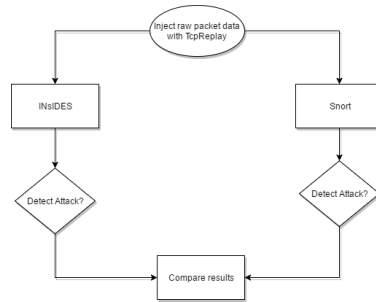 Inject raw packet data
with TcpReplay
INsIDES
Snort
Detect Attack?
Detect Attack?
Compare results